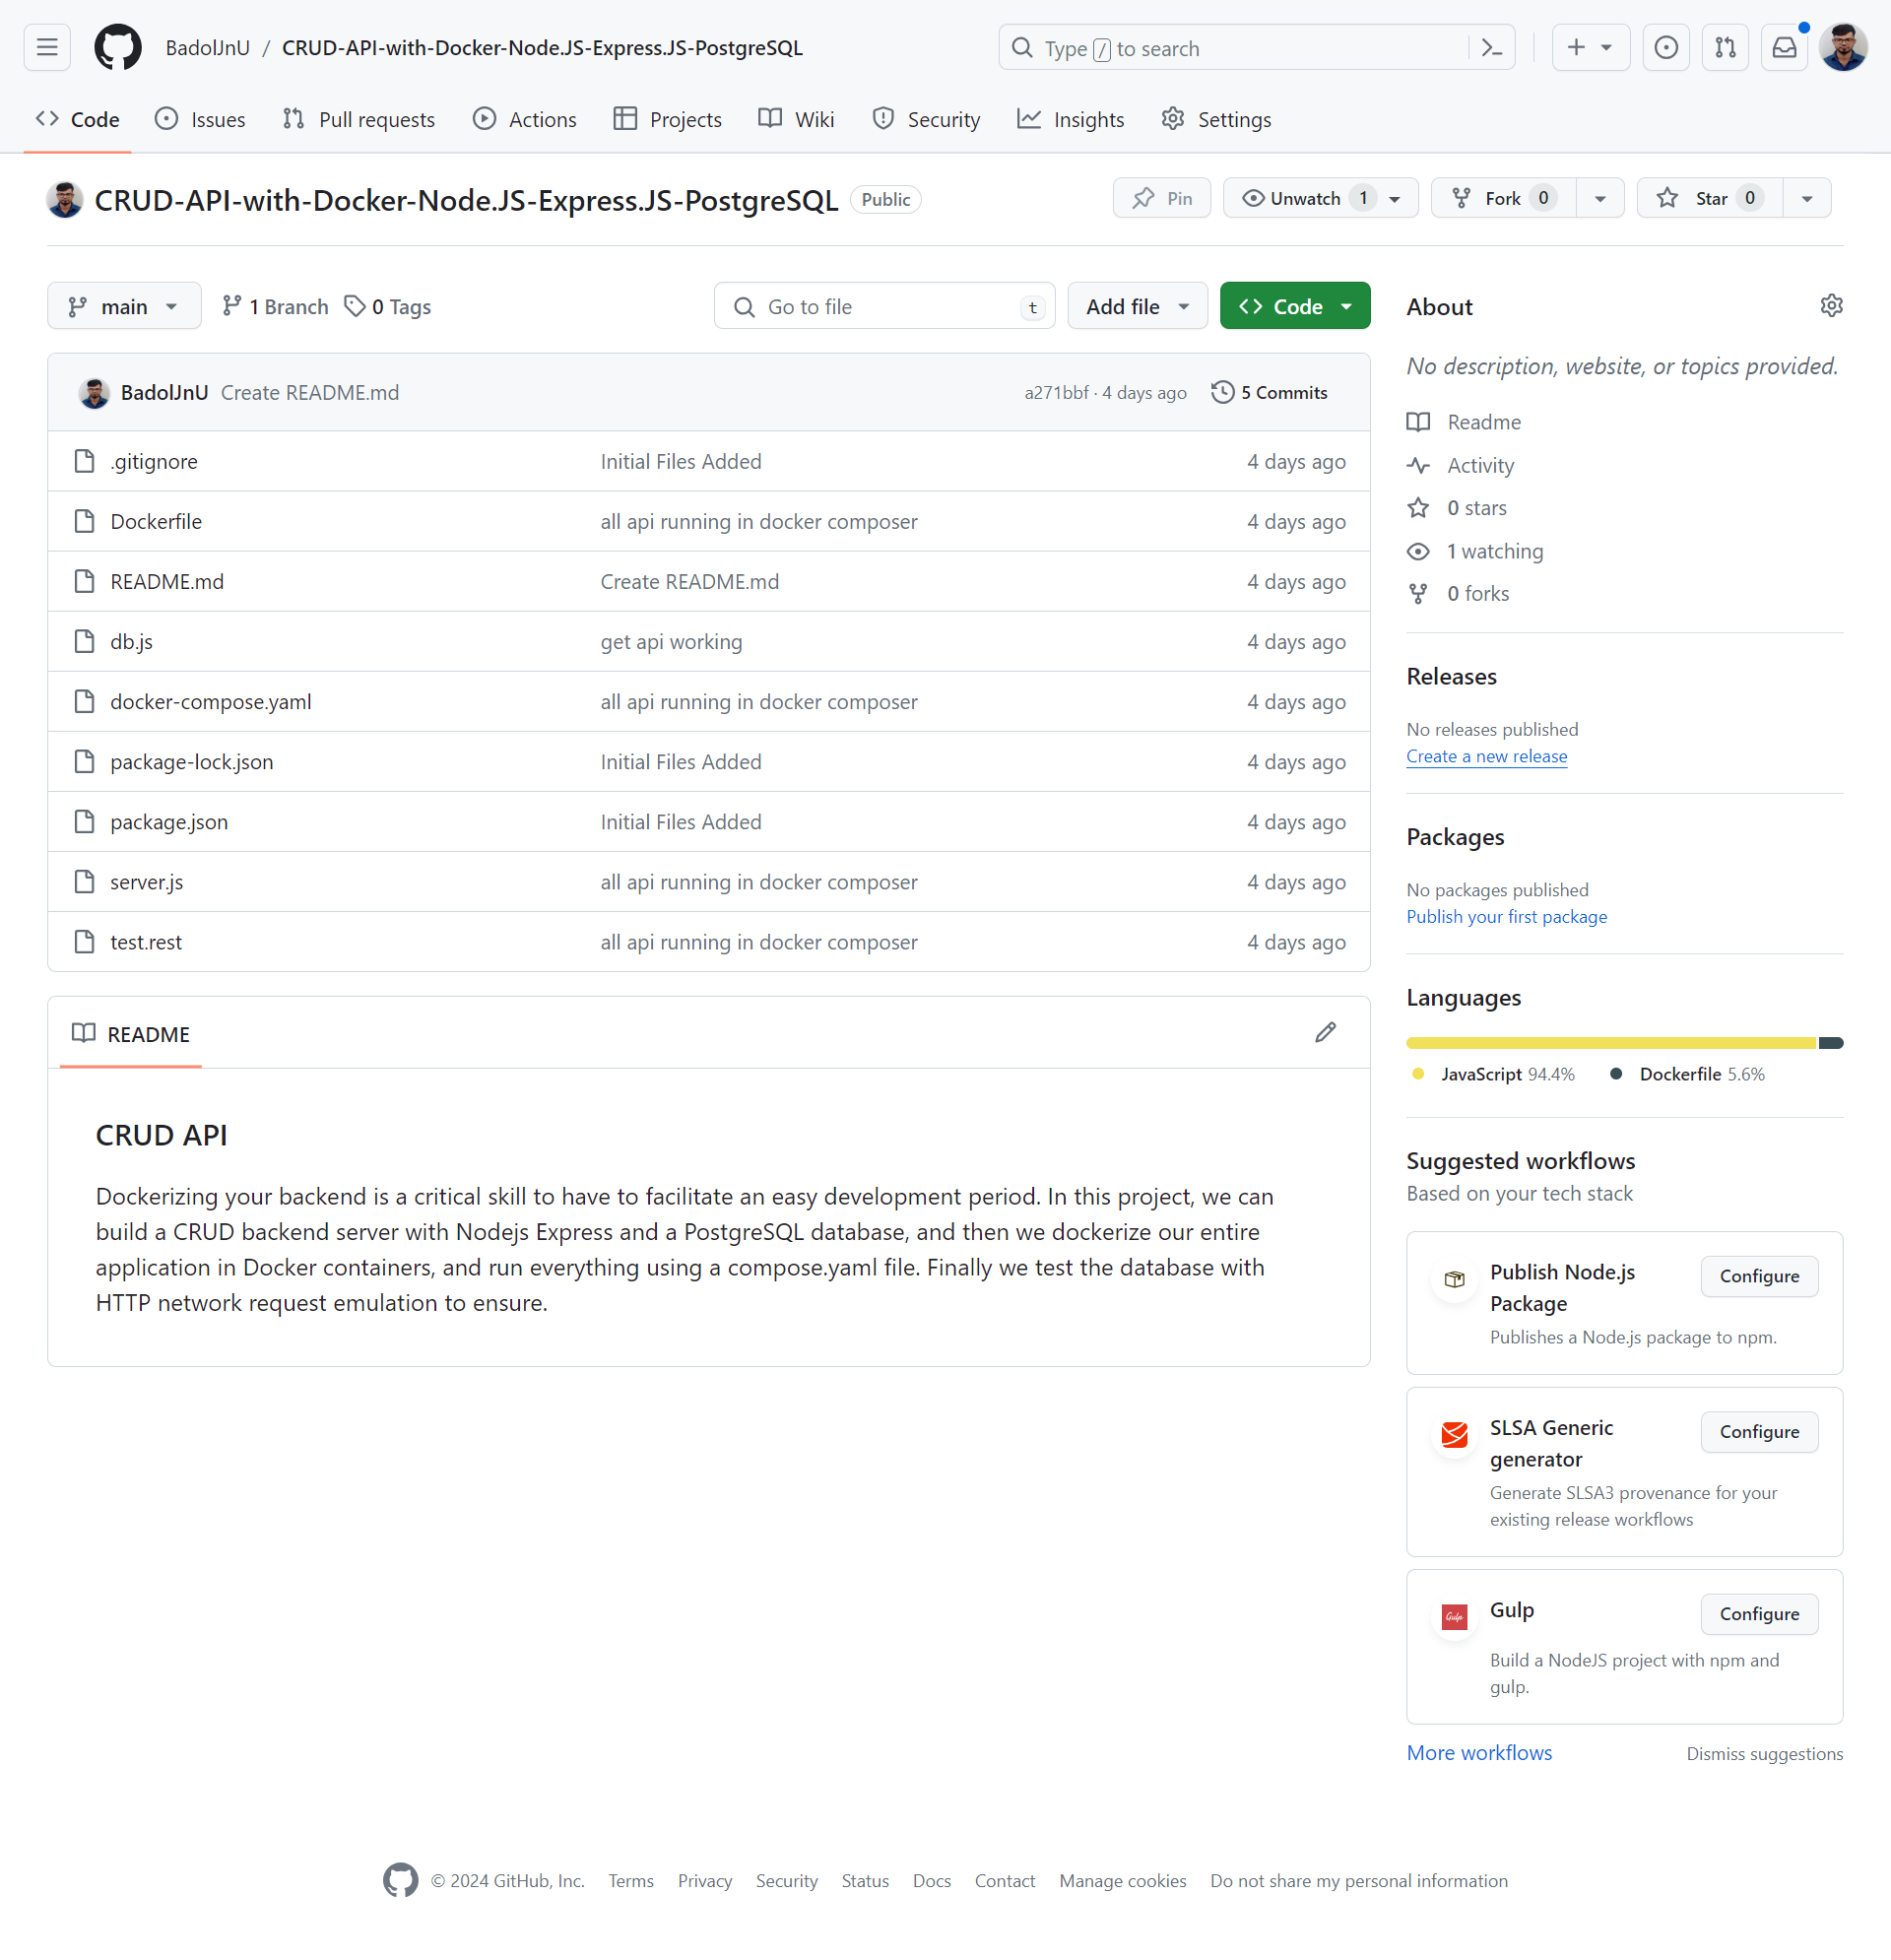 BadolJnU / CRUD-API-with-Docker-Node.JS-Express.JS-PostgreSQL
Type / to search
Code Issues Pull requests Actions Projects Wiki Security Insights Settings
CRUD-API-with-Docker-Node.JS-Express.JS-PostgreSQL Public
Pin Unwatch 1 Fork 0 Star 0
main 1 Branch 0 Tags
Go to file t Add file Code
BadolJnU Create README.md a271bbf · 4 days ago 5 Commits
.gitignore Initial Files Added 4 days ago
Dockerfile all api running in docker composer 4 days ago
README.md Create README.md 4 days ago
db.js get api working 4 days ago
docker-compose.yaml all api running in docker composer 4 days ago
package-lock.json Initial Files Added 4 days ago
package.json Initial Files Added 4 days ago
server.js all api running in docker composer 4 days ago
test.rest all api running in docker composer 4 days ago
README
CRUD API
Dockerizing your backend is a critical skill to have to facilitate an easy development period. In this project, we can
build a CRUD backend server with Nodejs Express and a PostgreSQL database, and then we dockerize our entire
application in Docker containers, and run everything using a compose.yaml file. Finally we test the database with
HTTP network request emulation to ensure.
About
No description, website, or topics provided.
Readme
Activity
0 stars
1 watching
0 forks
Releases
No releases published
Create a new release
Packages
No packages published
Publish your first package
Languages
JavaScript 94.4% Dockerfile 5.6%
Suggested workflows
Based on your tech stack
Publish Node.js
Package
Configure
Publishes a Node.js package to npm.
SLSA Generic
generator
Configure
Generate SLSA3 provenance for your
existing release workflows
Gulp
Gulp
Configure
Build a NodeJS project with npm and
gulp.
More workflows Dismiss suggestions
© 2024 GitHub, Inc. Terms Privacy Security Status Docs Contact Manage cookies Do not share my personal information